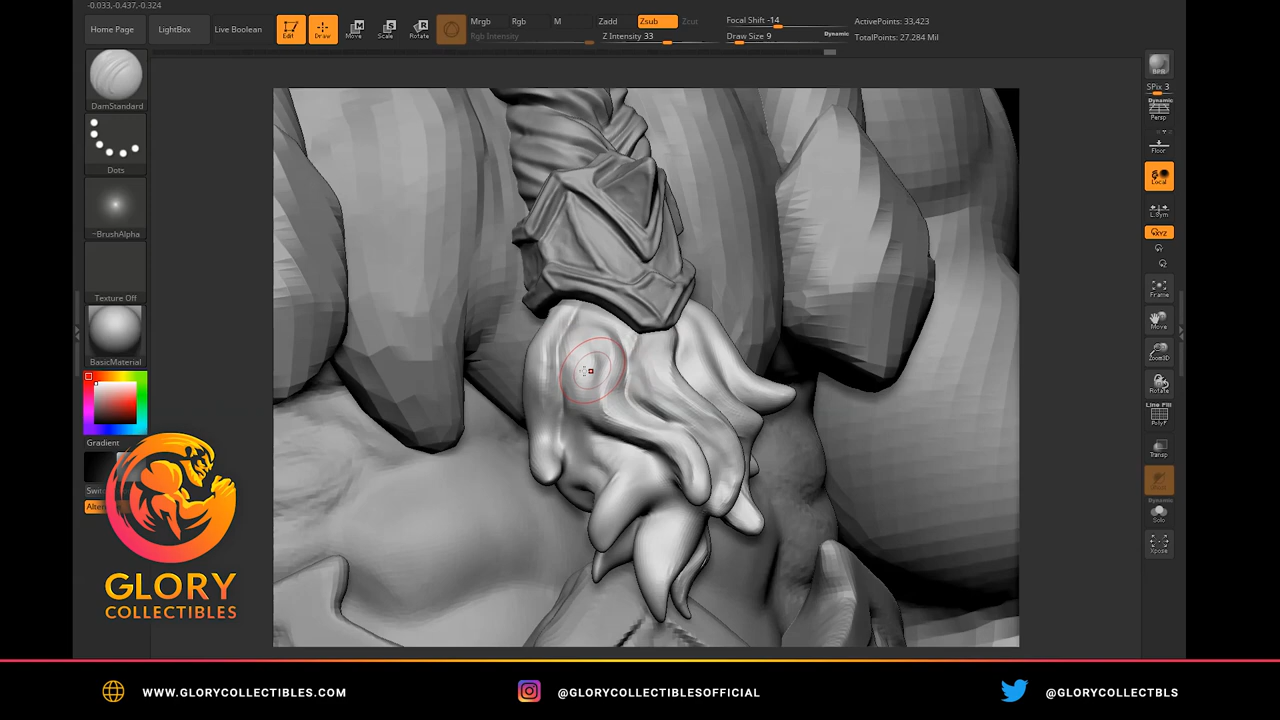 -0.033,-0.437,-0.324
Home Page
LightBox
Live Boolean
Edit
Draw
Move
Scale
Rotate
Mrgb
Rgb
M
Rgb Intensity
Zadd
Zsub
Zcut
Z Intensity 33
Focal Shift -14
Draw Size 9
Dynamic
ActivePoints: 33,423
TotalPoints: 27.284 Mil
DamStandard
Dots
~BrushAlpha
Texture Off
BasicMaterial
Gradient
BPR
SPix 3
Dynamic
Persp
Floor
Local
L.Sym
XYZ
Frame
Move
Zoom3D
Rotate
Line Fill
PolyF
Transp
Dynamic
Solo
Xpose
GLORY
COLLECTIBLES
WWW.GLORYCOLLECTIBLES.COM
@GLORYCOLLECTIBLESOFFICIAL
@GLORYCOLLECTBLS